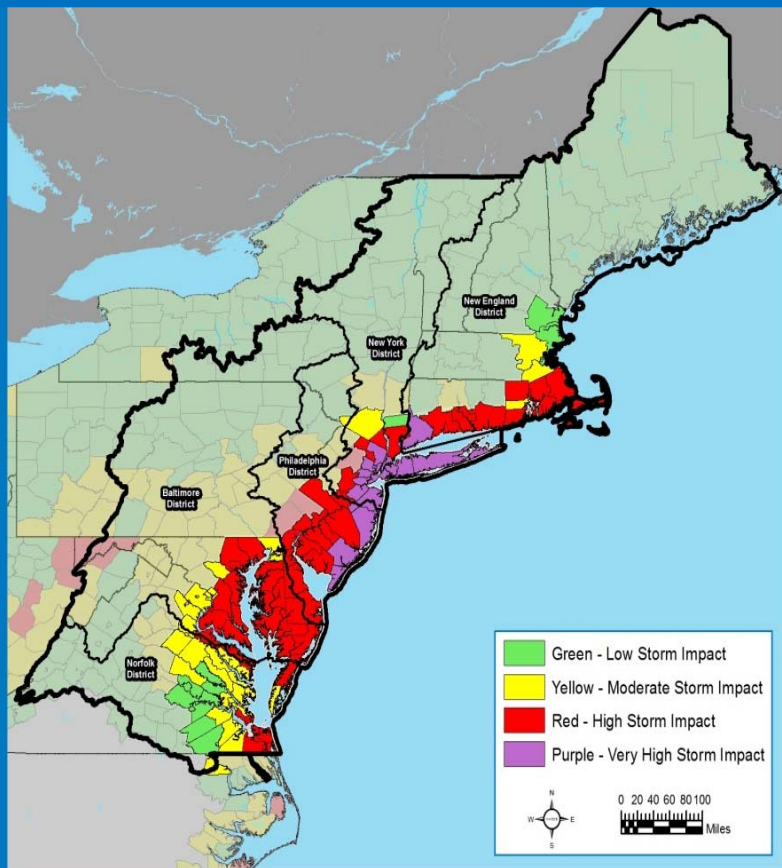 New England
District
New York
District
Philadelphia
District
Baltimore
District
Norfolk
District
Green - Low Storm Impact
Yellow - Moderate Storm Impact
Red - High Storm Impact
Purple - Very High Storm Impact
N
W E
S
0 20 40 60 80 100
Miles